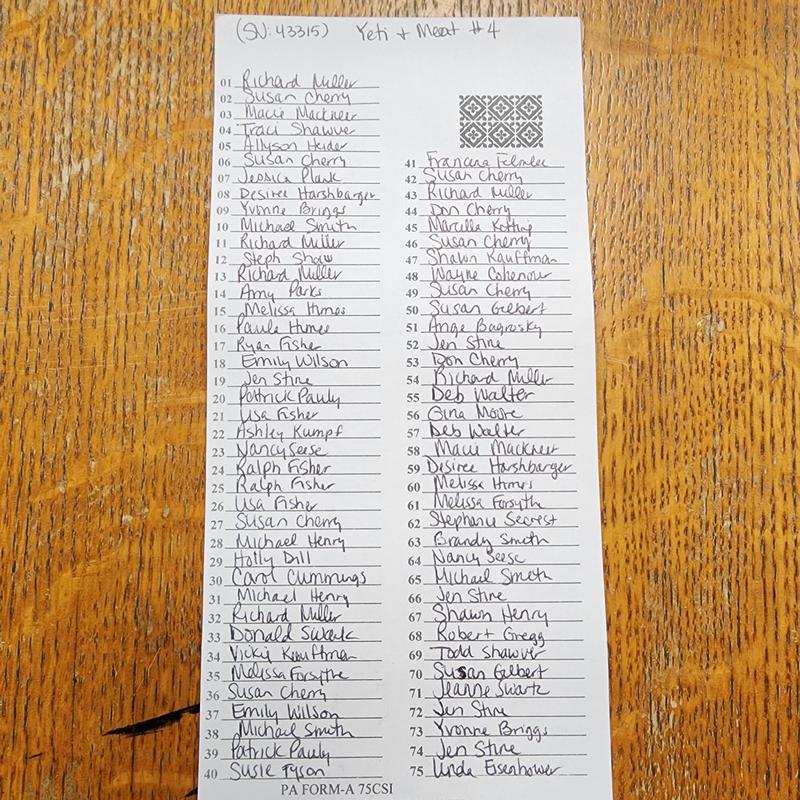 (SN: 43315) Yeti + Meat #4
01 Richard Miller
02 Susan Cherry
03 Macie Mackneer
04 Traci Shawver
05 Allyson Heider
06 Susan Cherry
07 Jessica Plank
08 Desiree Harshbarger
09 Yvonne Briggs
10 Michael Smith
11 Richard Miller
12 Steph Shaw
13 Richard Miller
14 Amy Parks
15 Melissa Himes
16 Paula Himes
17 Ryan Fisher
18 Emily Wilson
19 Jen Stine
20 Patrick Pauly
21 Lisa Fisher
22 Ashley Kumpf
23 Nancy Seese
24 Ralph Fisher
25 Ralph Fisher
26 Lisa Fisher
27 Susan Cherry
28 Michael Henry
29 Holly Dill
30 Carol Cummings
31 Michael Henry
32 Richard Miller
33 Donald
34 Vicky Kauffman
35 Melissa Forsythe
36 Susan Cherry
37 Emily Wilson
38 Michael Smith
39 Patrick Pauly
40 Susie Tyson
41
42 Susan Cherry
43 Richard Miller
44 Don Cherry
45 Marcella
46 Susan Cherry
47 Shawn Kauffman
48 Wayne Cohenour
49 Susan Cherry
50 Susan Gelbert
51 Ange Bagrosky
52 Jen Stine
53 Don Cherry
54 Richard Miller
55 Deb Walter
56 Gina Moore
57 Deb Walter
58 Macie Mackneer
59 Desiree Harshbarger
60 Melissa Himes
61 Melissa Forsyth
62 Stephanie Secrest
63 Brandy Smith
64 Nancy Seese
65 Michael Smith
66 Jen Stine
67 Shawn Henry
68 Robert Gregg
69 Todd Shawver
70 Susan Gelbert
71 Jeanne Swartz
72 Jen Stine
73 Yvonne Briggs
74 Jen Stine
75 Linda Eisenhower
PA FORM-A 75CSI